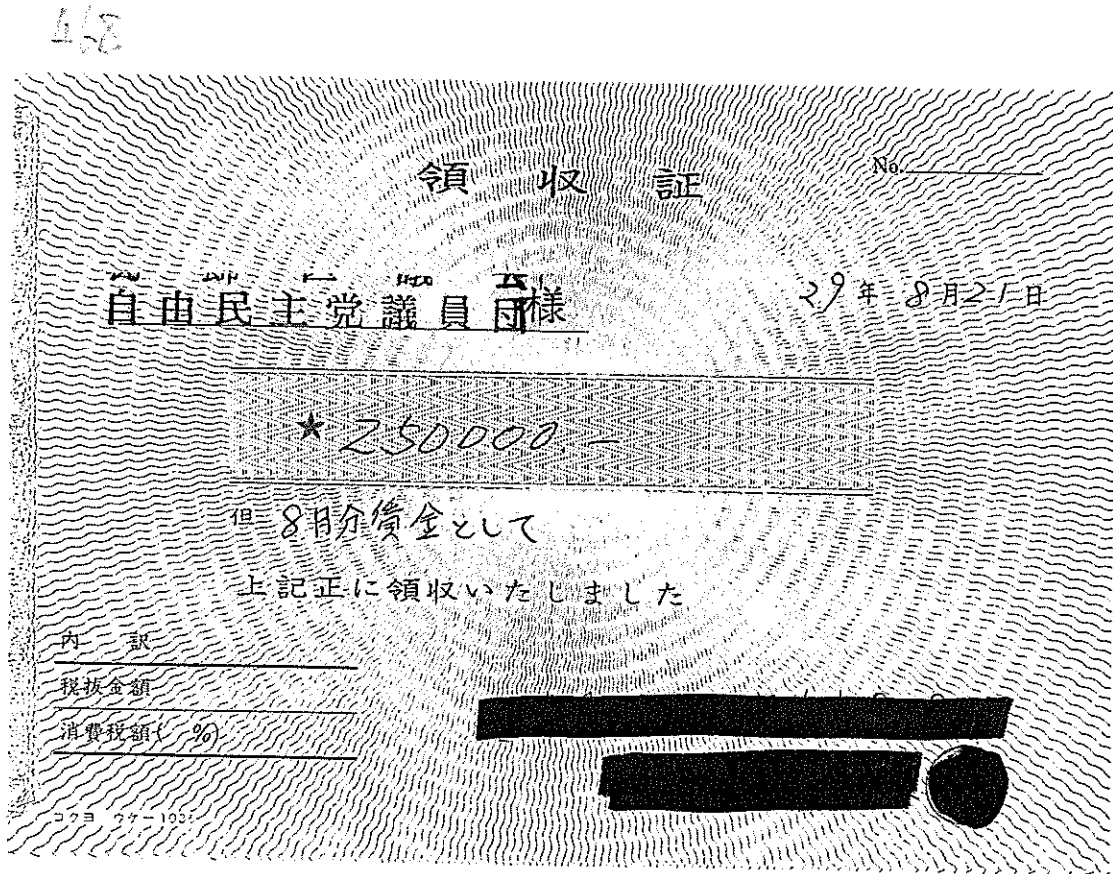 領収証
No.
自由民主党議員団様
29年8月21日
★250000.-
但 8月分賃金として
上記正に領収いたしました
内訳
税抜金額
消費税額( %)
コクヨ ウケー